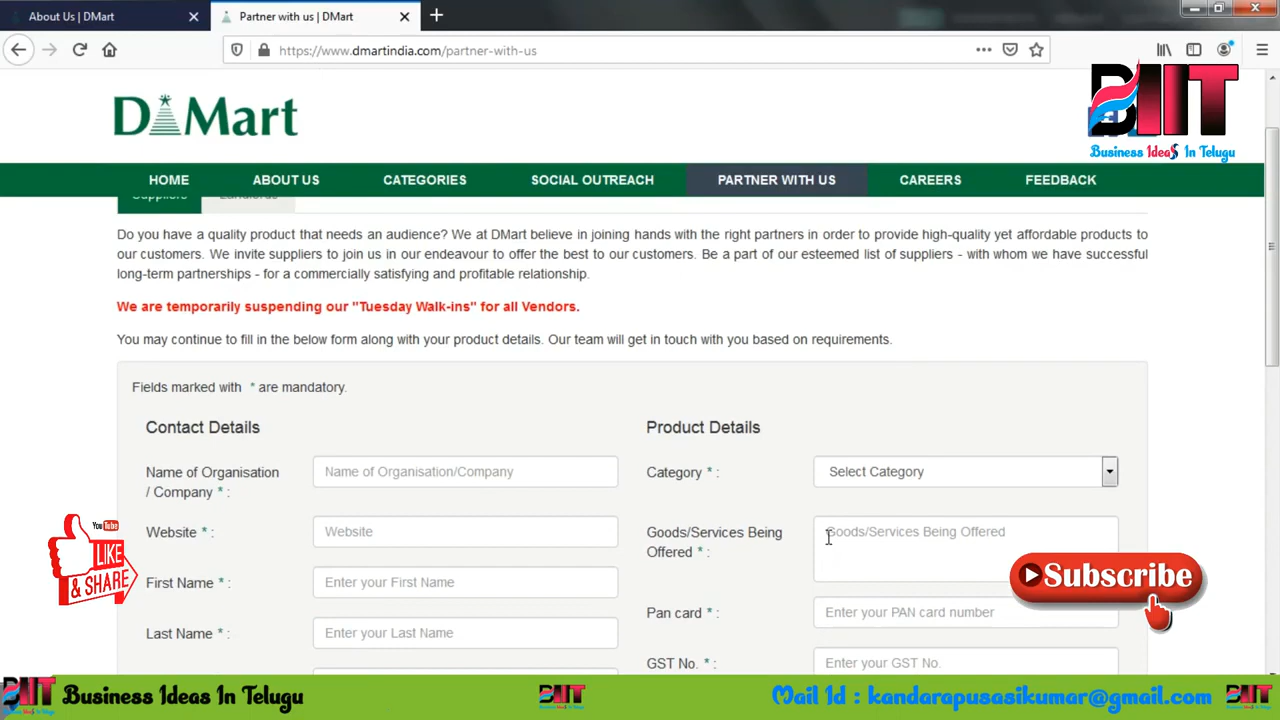 About Us | DMart
Partner with us | DMart
https://www.dmartindia.com/partner-with-us
D Mart
BIIT
Business Ideas In Telugu
HOME ABOUT US CATEGORIES SOCIAL OUTREACH PARTNER WITH US CAREERS FEEDBACK
Suppliers Landlords
Do you have a quality product that needs an audience? We at DMart believe in joining hands with the right partners in order to provide high-quality yet affordable products to
our customers. We invite suppliers to join us in our endeavour to offer the best to our customers. Be a part of our esteemed list of suppliers - with whom we have successful
long-term partnerships - for a commercially satisfying and profitable relationship.
We are temporarily suspending our "Tuesday Walk-ins" for all Vendors.
You may continue to fill in the below form along with your product details. Our team will get in touch with you based on requirements.
Fields marked with * are mandatory.
Contact Details
Name of Organisation
/ Company * :
Name of Organisation/Company
Website * :
Website
First Name * :
Enter your First Name
Last Name * :
Enter your Last Name
Product Details
Category * :
Select Category
Goods/Services Being
Offered * :
Goods/Services Being Offered
Pan card * :
Enter your PAN card number
GST No. * :
Enter your GST No.
You Tube
LIKE
& SHARE
Subscribe
BIIT Business Ideas In Telugu
BIIT
Mail Id : kandarapusasikumar@gmail.com
BIIT